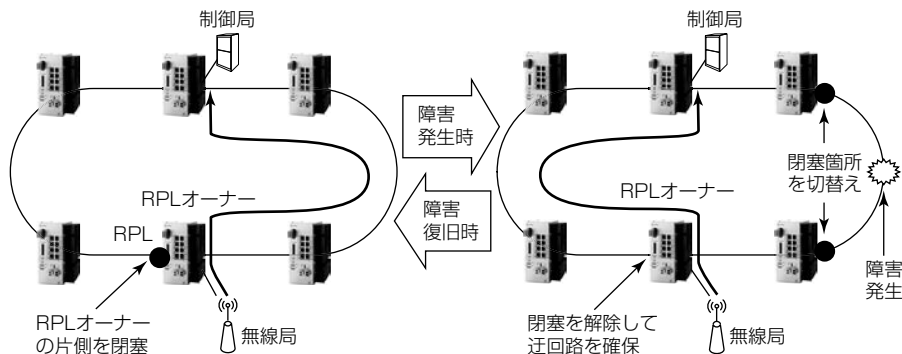 制御局
RPLオーナー
RPL
RPLオーナー
の片側を閉塞
無線局
障害
発生時
障害
復旧時
制御局
RPLオーナー
閉塞箇所
を切替え
障害
発生
閉塞を解除して
迂回路を確保
無線局